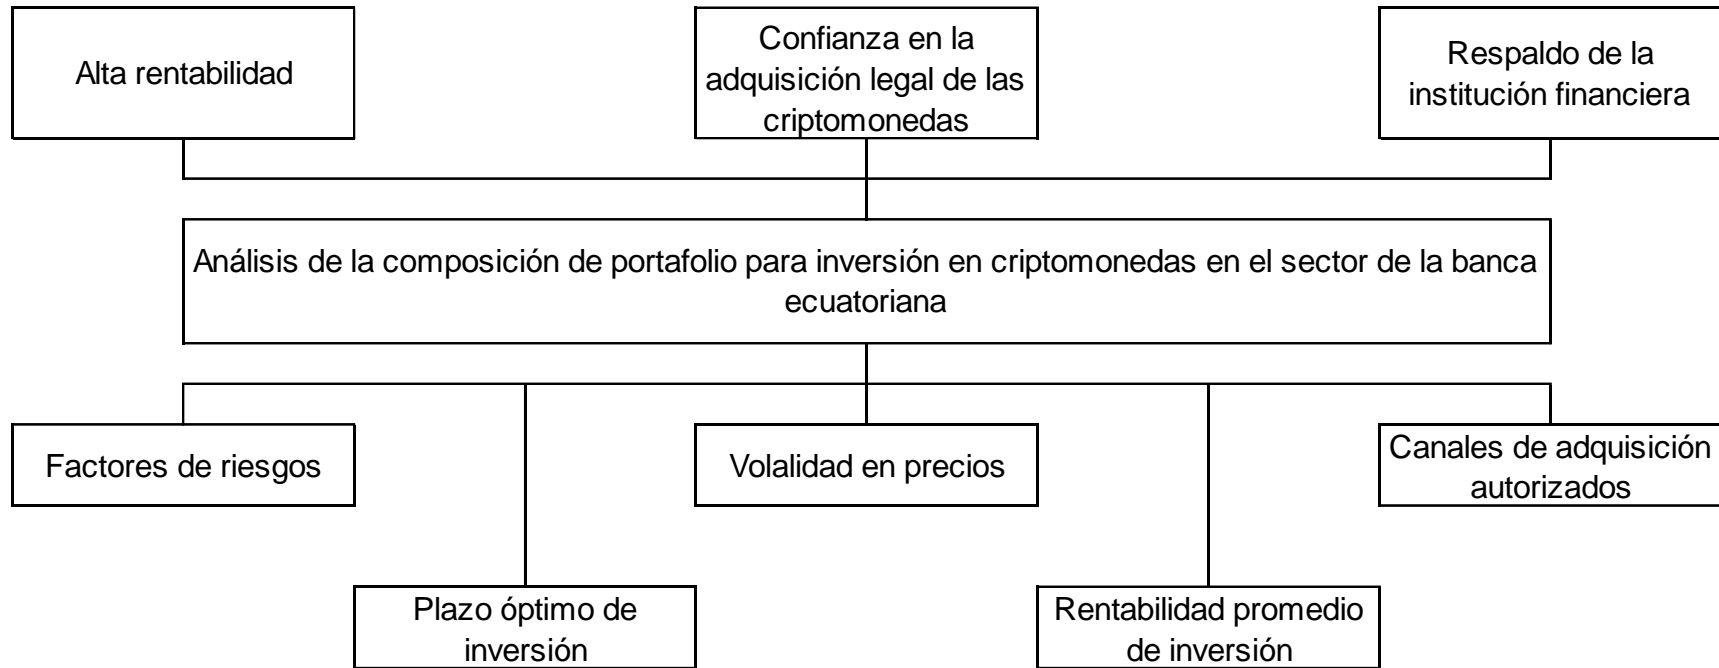 Alta rentabilidad
Confianza en la
adquisición legal de las
criptomonedas
Respaldo de la
institución financiera
Análisis de la composición de portafolio para inversión en criptomonedas en el sector de la banca
ecuatoriana
Factores de riesgos
Volalidad en precios
Canales de adquisición
autorizados
Plazo óptimo de
inversión
Rentabilidad promedio
de inversión